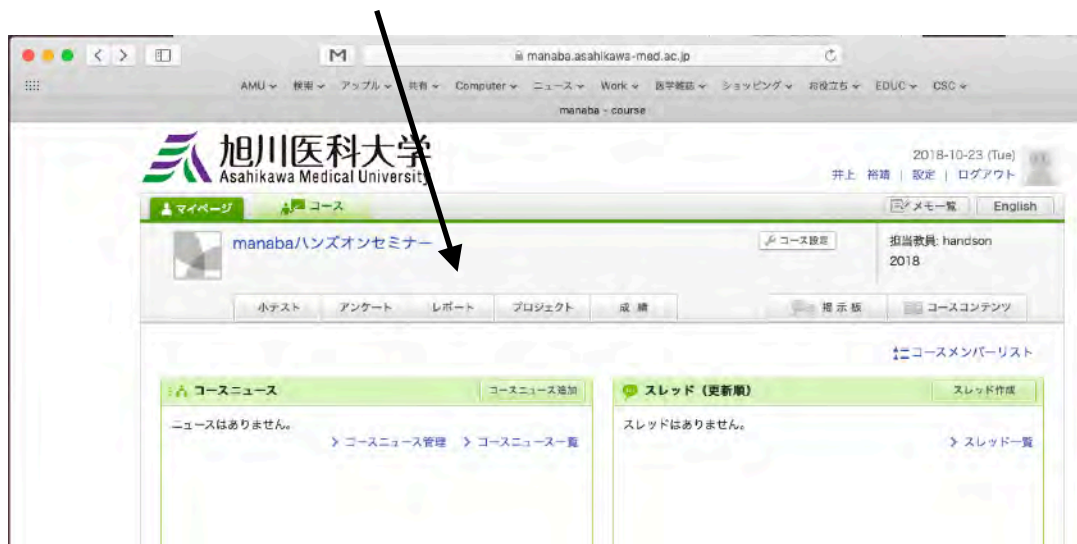 manaba.asahikawa-med.ac.jp
AMU 検索 アップル 共有 Computer ニュース Work 医学雑誌 ショッピング お役立ち EDUC CSC
manaba - course
旭川医科大学
Asahikawa Medical University
2018-10-23 (Tue)
井上 裕靖 | 設定 | ログアウト
マイページ コース メモ一覧 English
manabaハンズオンセミナー コース設定 担当教員: handson
2018
小テスト アンケート レポート プロジェクト 成績 掲示板 コースコンテンツ
コースメンバーリスト
コースニュース コースニュース追加 スレッド（更新順） スレッド作成
ニュースはありません。 スレッドはありません。
コースニュース管理 コースニュース一覧 スレッド一覧